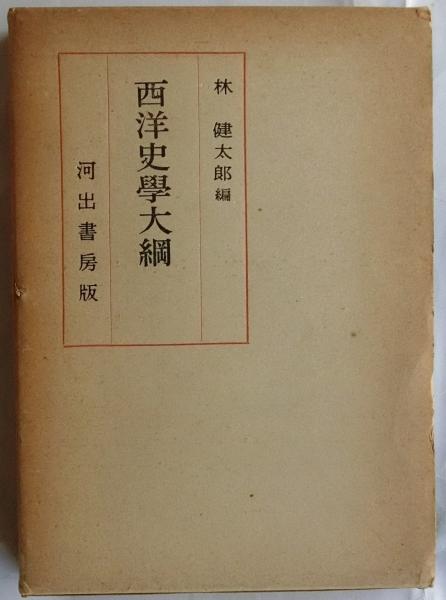 林 健太郎編
西洋史學大綱
河出書房版